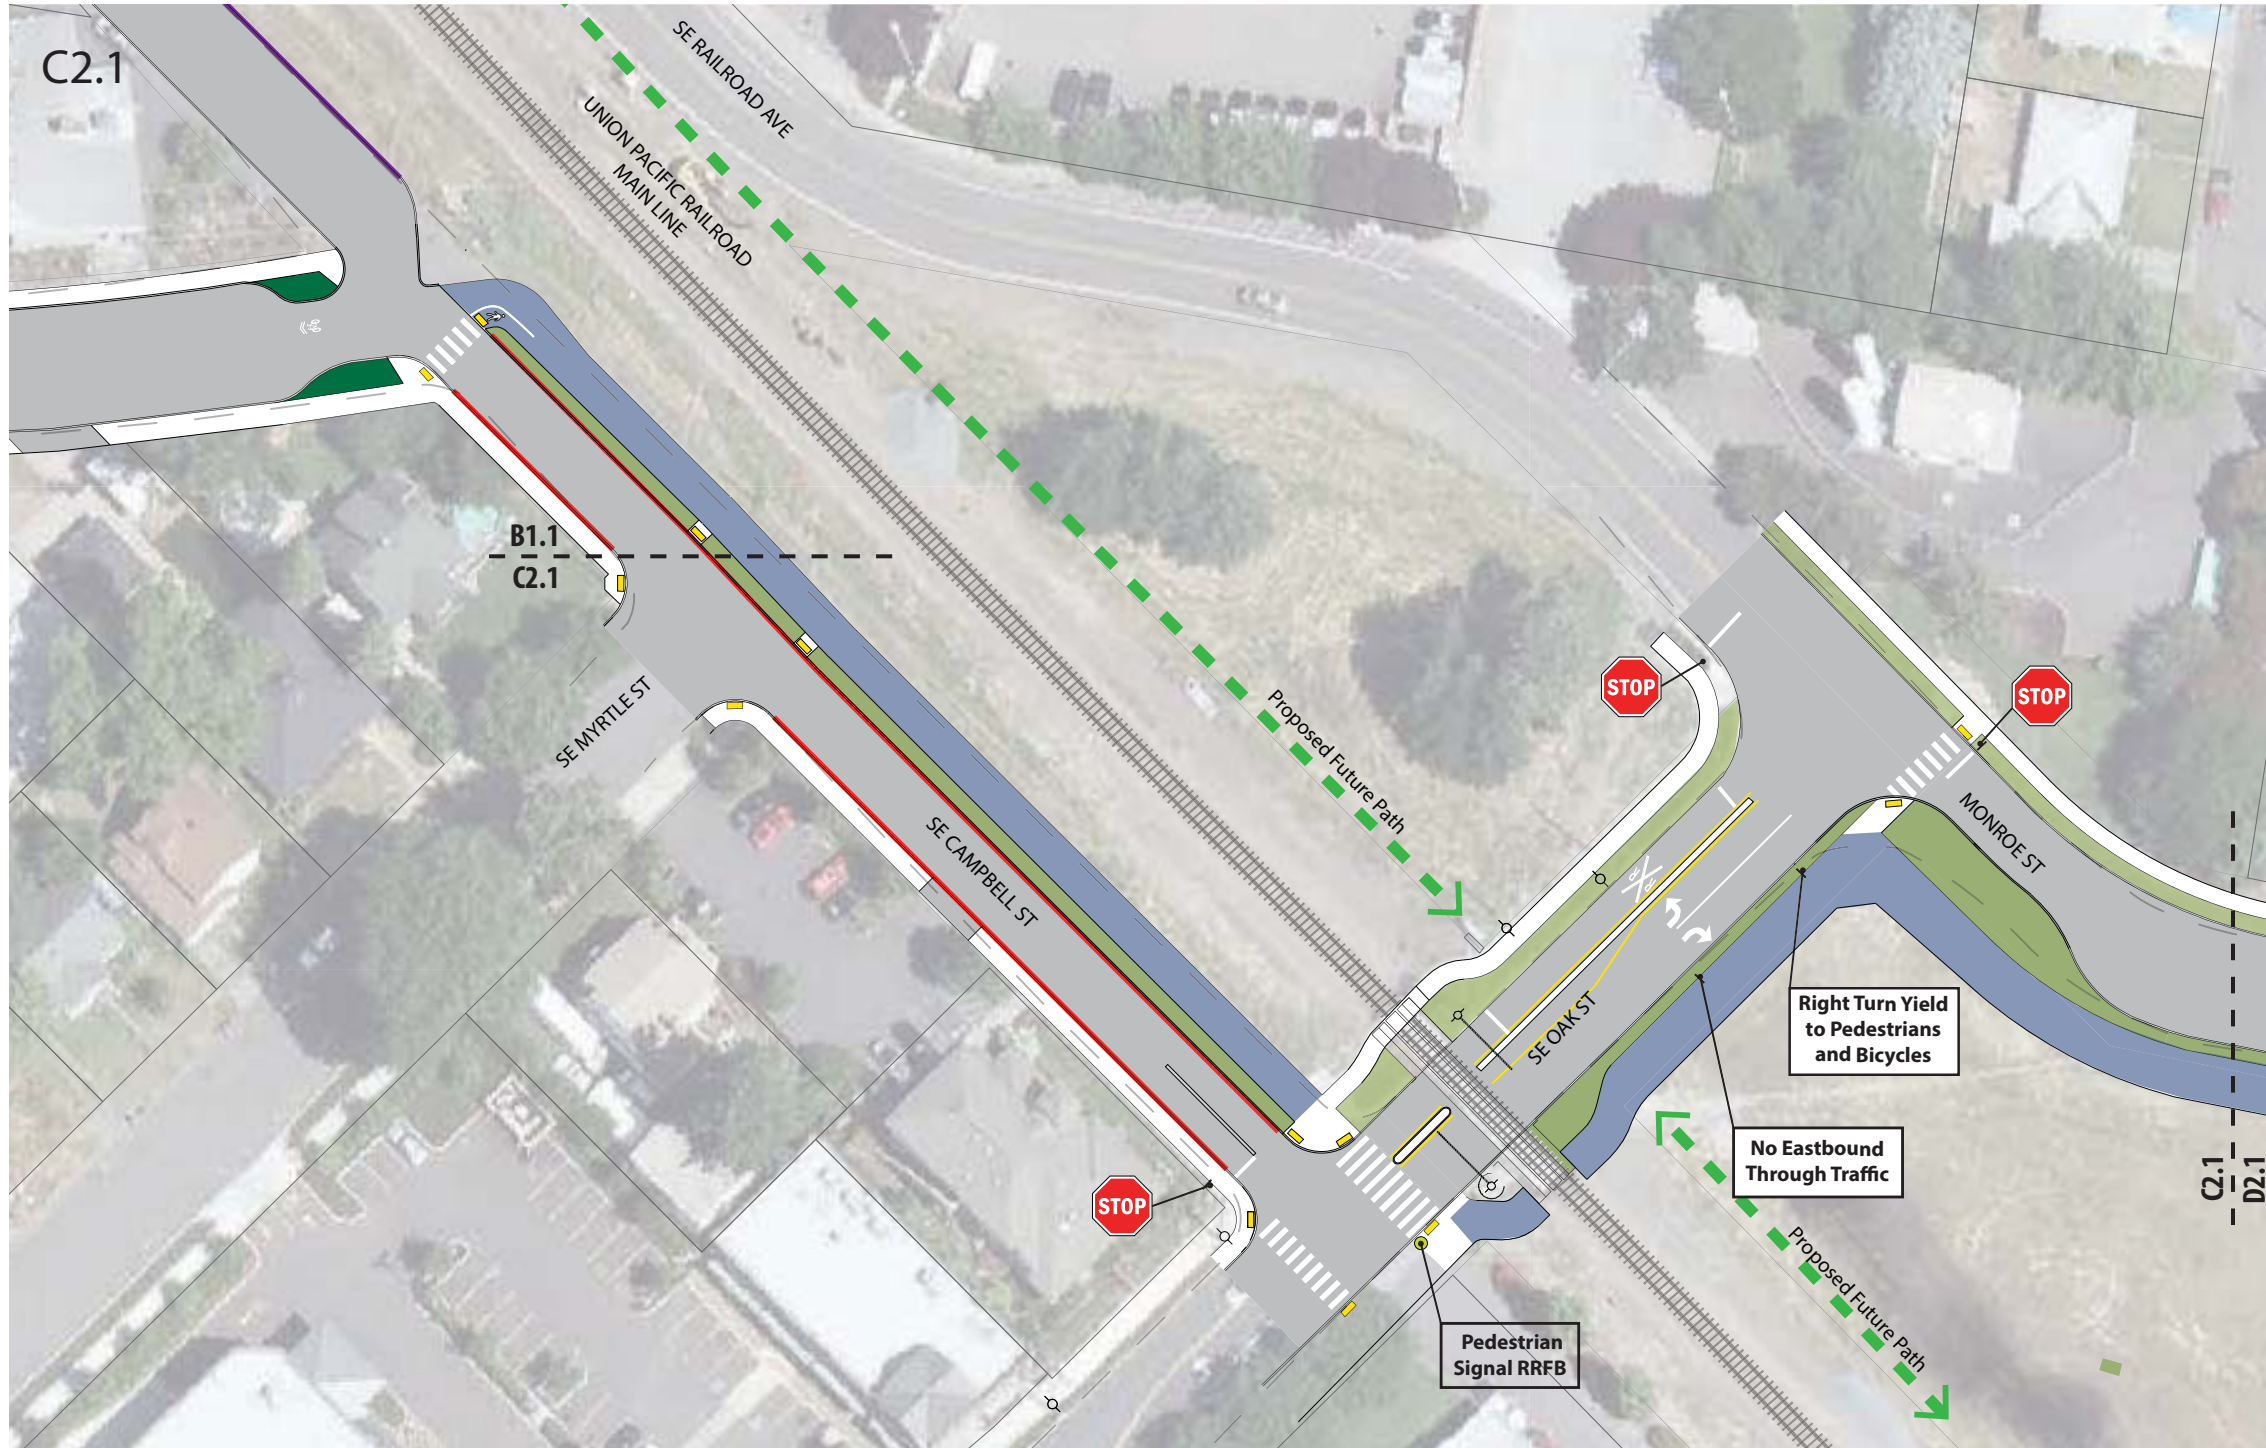 C2.1
SE RAILROAD AVE
UNION PACIFIC RAILROAD
MAIN LINE
B1.1
C2.1
SE MYRTLE ST
SE CAMPBELL ST
Proposed Future Path
STOP
STOP
MONROE ST
R R
SE OAK ST
Right Turn Yield
to Pedestrians
and Bicycles
No Eastbound
Through Traffic
C2.1
D2.1
STOP
Proposed Future Path
Pedestrian
Signal RRFB